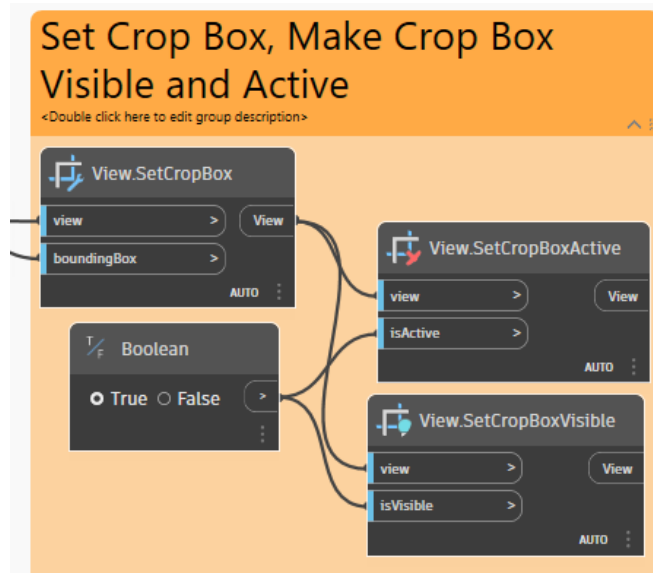 Set Crop Box, Make Crop Box
Visible and Active
<Double click here to edit group description>
View.SetCropBox
view > View
boundingBox >
AUTO
T/F Boolean
True False >
View.SetCropBoxActive
view > View
isActive >
AUTO
View.SetCropBoxVisible
view > View
isVisible >
AUTO